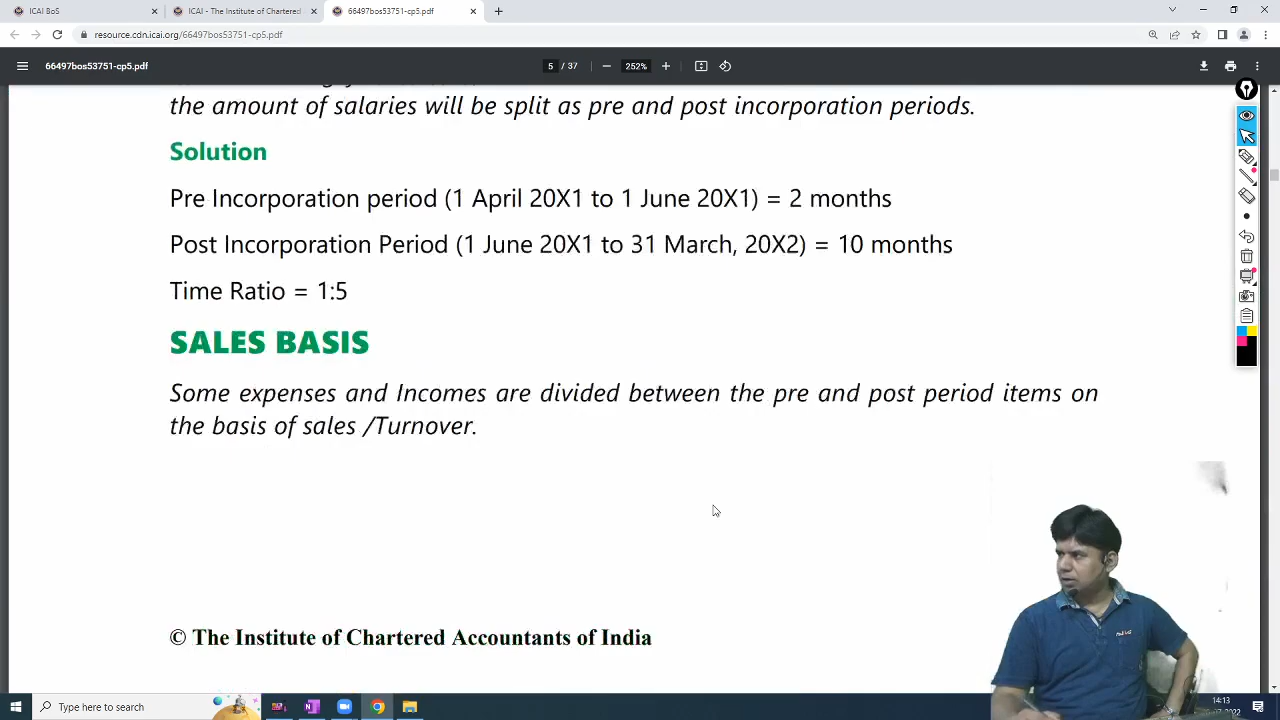 ICAI BoS
ICAI - The Institute of Chartered
66497bos53751-cp5.pdf
resource.cdn.icai.org/66497bos53751-cp5.pdf
66497bos53751-cp5.pdf
5 / 37
252%
the amount of salaries will be split as pre and post incorporation periods.
Solution
Pre Incorporation period (1 April 20X1 to 1 June 20X1) = 2 months
Post Incorporation Period (1 June 20X1 to 31 March, 20X2) = 10 months
Time Ratio = 1:5
SALES BASIS
Some expenses and Incomes are divided between the pre and post period items on
the basis of sales /Turnover.
© The Institute of Chartered Accountants of India
Type here to search
14:13